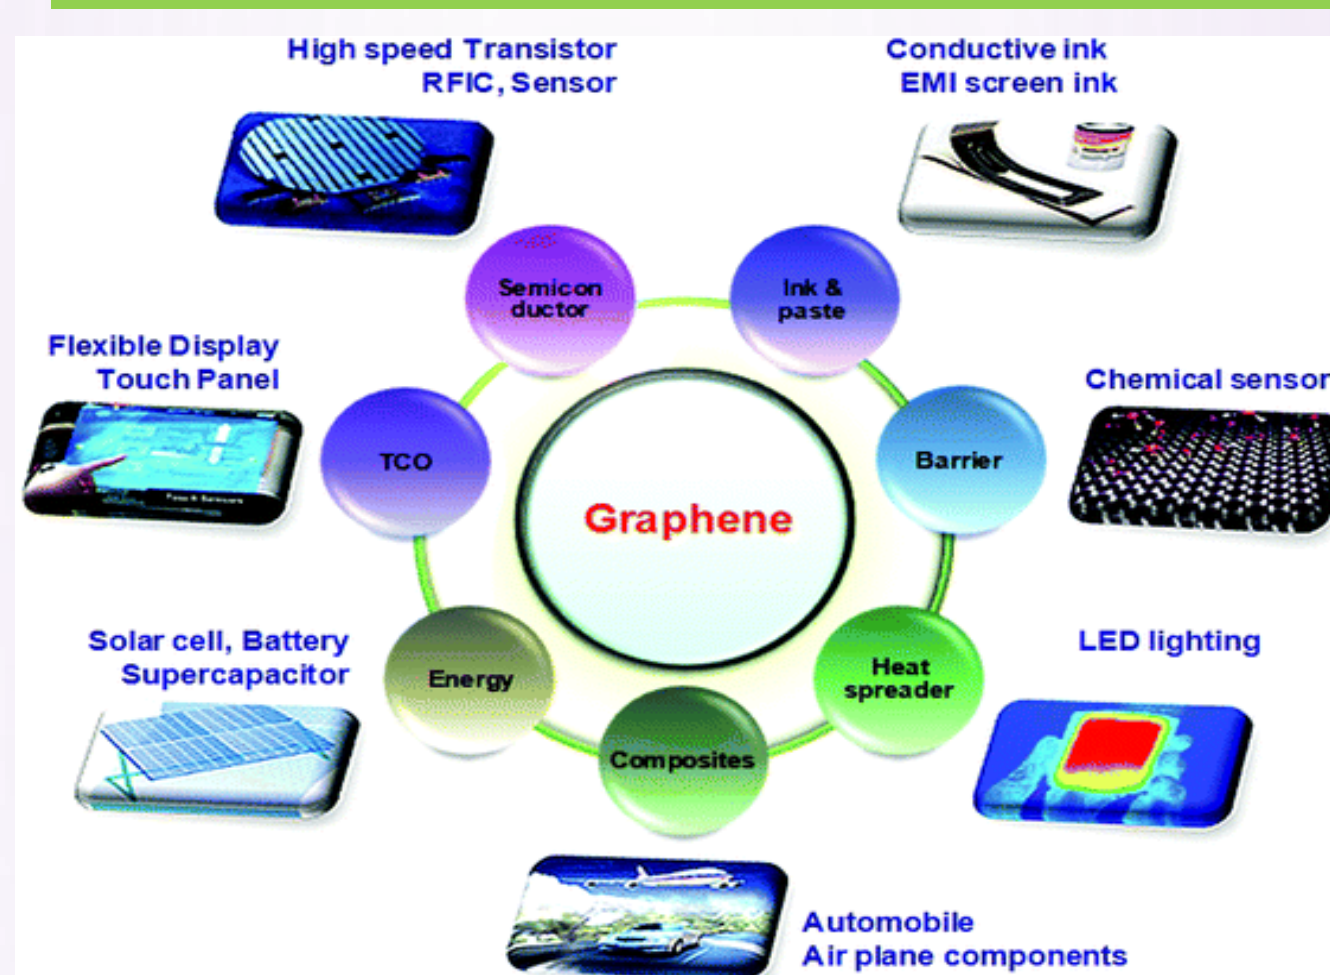 High speed Transistor
RFIC, Sensor
Conductive ink
EMI screen ink
Semicon
ductor
Ink &
paste
Flexible Display
Touch Panel
TCO
Barrier
Chemical sensor
Graphene
Solar cell, Battery
Supercapacitor
Energy
Heat
spreader
LED lighting
Composites
Automobile
Air plane components